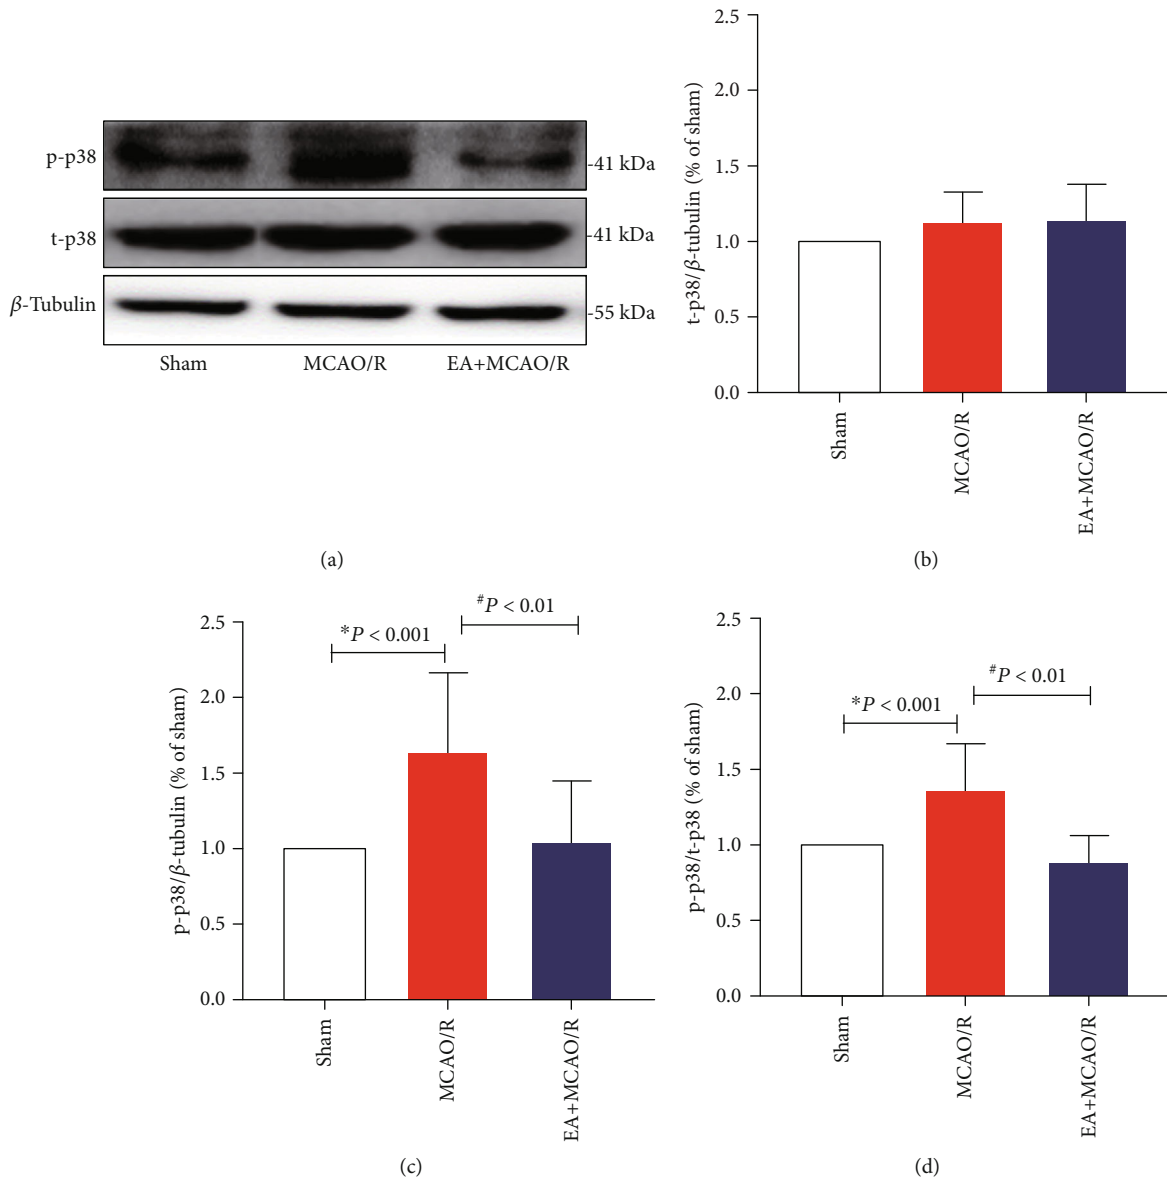 p-p38
-41 kDa
t-p38
-41 kDa
β-Tubulin
-55 kDa
Sham MCAO/R EA+MCAO/R
(a)
t-p38/β-tubulin (% of sham)
2.5
2.0
1.5
1.0
0.5
0.0
Sham
MCAO/R
EA+MCAO/R
(b)
p-p38/β-tubulin (% of sham)
2.5
2.0
1.5
1.0
0.5
0.0
*P < 0.001
#P < 0.01
Sham
MCAO/R
EA+MCAO/R
(c)
p-p38/t-p38 (% of sham)
2.5
2.0
1.5
1.0
0.5
0.0
*P < 0.001
#P < 0.01
Sham
MCAO/R
EA+MCAO/R
(d)